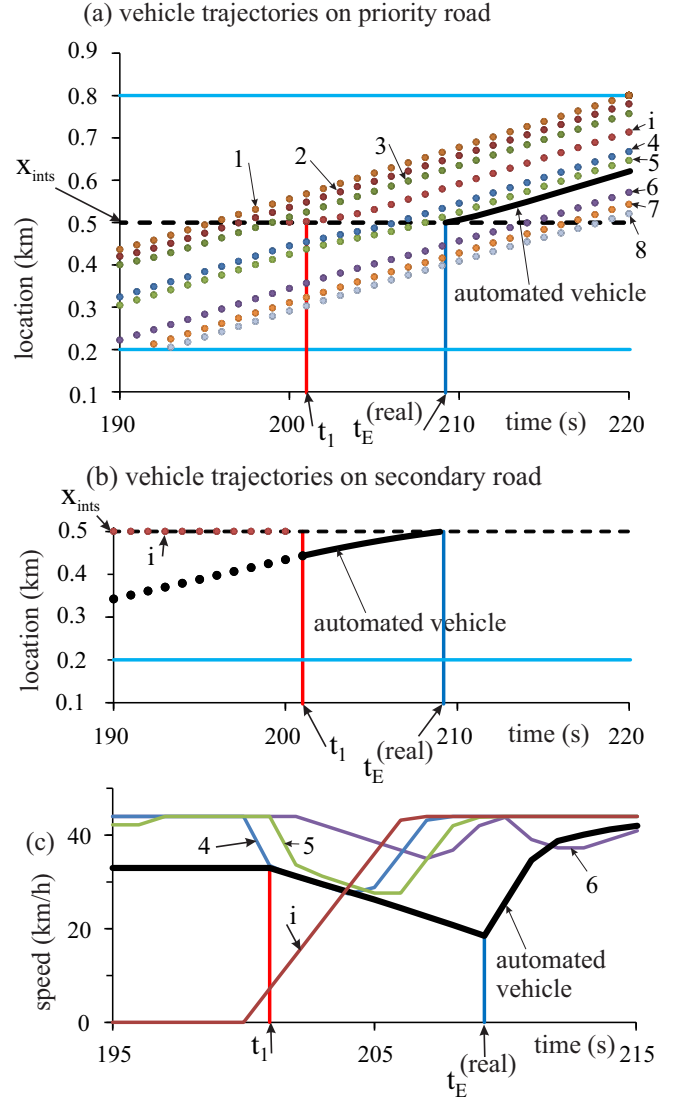 (a) vehicle trajectories on priority road
0.9
0.8
0.7
0.6
0.5
0.4
0.3
0.2
0.1
location (km)
x_ints
1
2
3
i
4
5
6
7
8
automated vehicle
190
200
210
220
t_1
t_E^(real)
time (s)
(b) vehicle trajectories on secondary road
x_ints
0.5
0.4
0.3
0.2
0.1
location (km)
i
automated vehicle
190
200
210
220
t_1
t_E^(real)
time (s)
(c)
40
20
0
speed (km/h)
4
5
i
6
automated
vehicle
195
205
215
t_1
t_E^(real)
time (s)